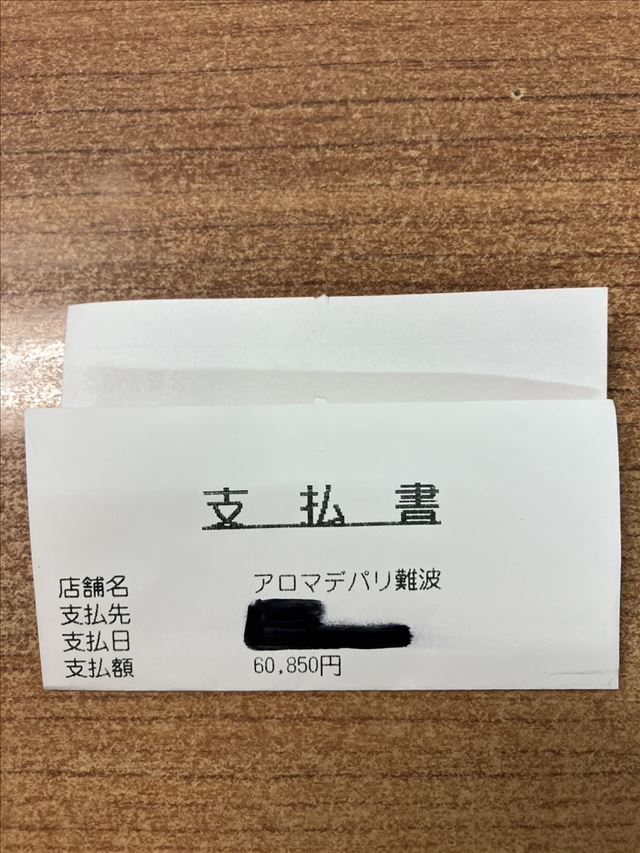 支払書
店舗名 アロマデパリ難波
支払先
支払日
支払額 60,850円